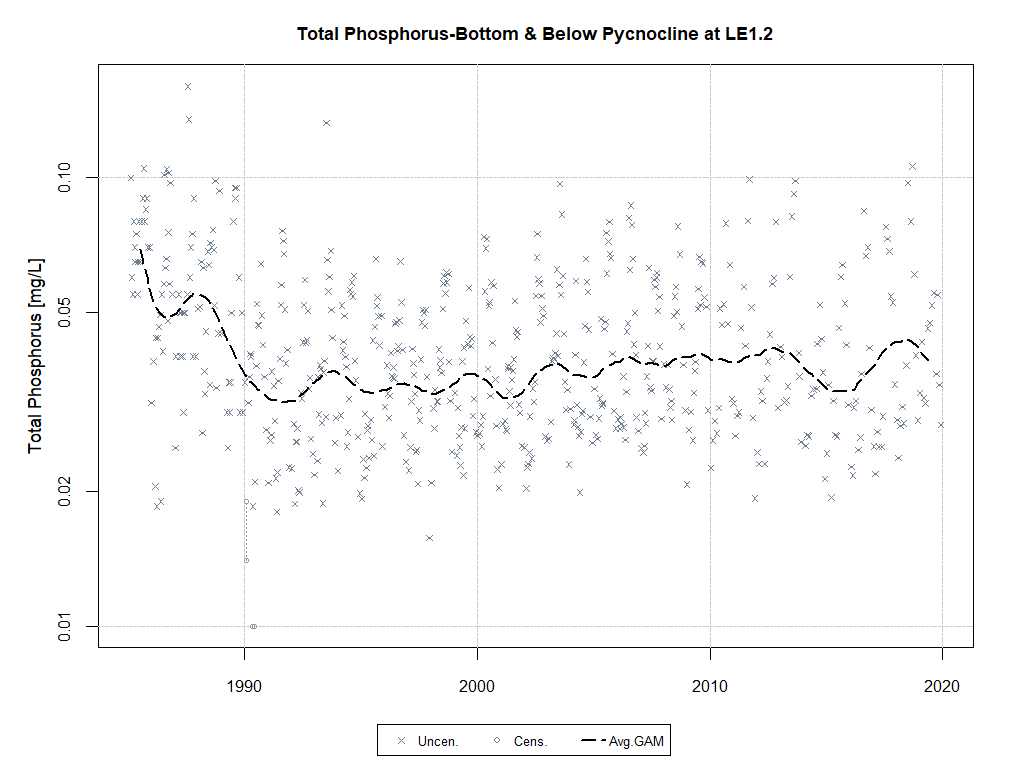 Total Phosphorus-Bottom & Below Pycnocline at LE1.2
Total Phosphorus [mg/L]
0.10
0.05
0.02
0.01
1990 2000 2010 2020
Uncen. Cens. Avg.GAM